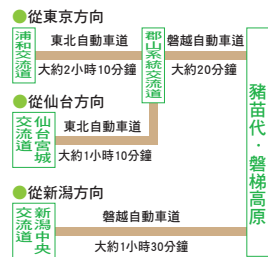 ●從東京方向
浦和交流道
東北自動車道
大約2小時10分鐘
郡山系統交流道
磐越自動車道
大約20分鐘
豬苗代・磐梯高原
●從仙台方向
仙台宮城
交流道
東北自動車道
大約1小時10分鐘
●從新潟方向
新潟中央
交流道
磐越自動車道
大約1小時30分鐘